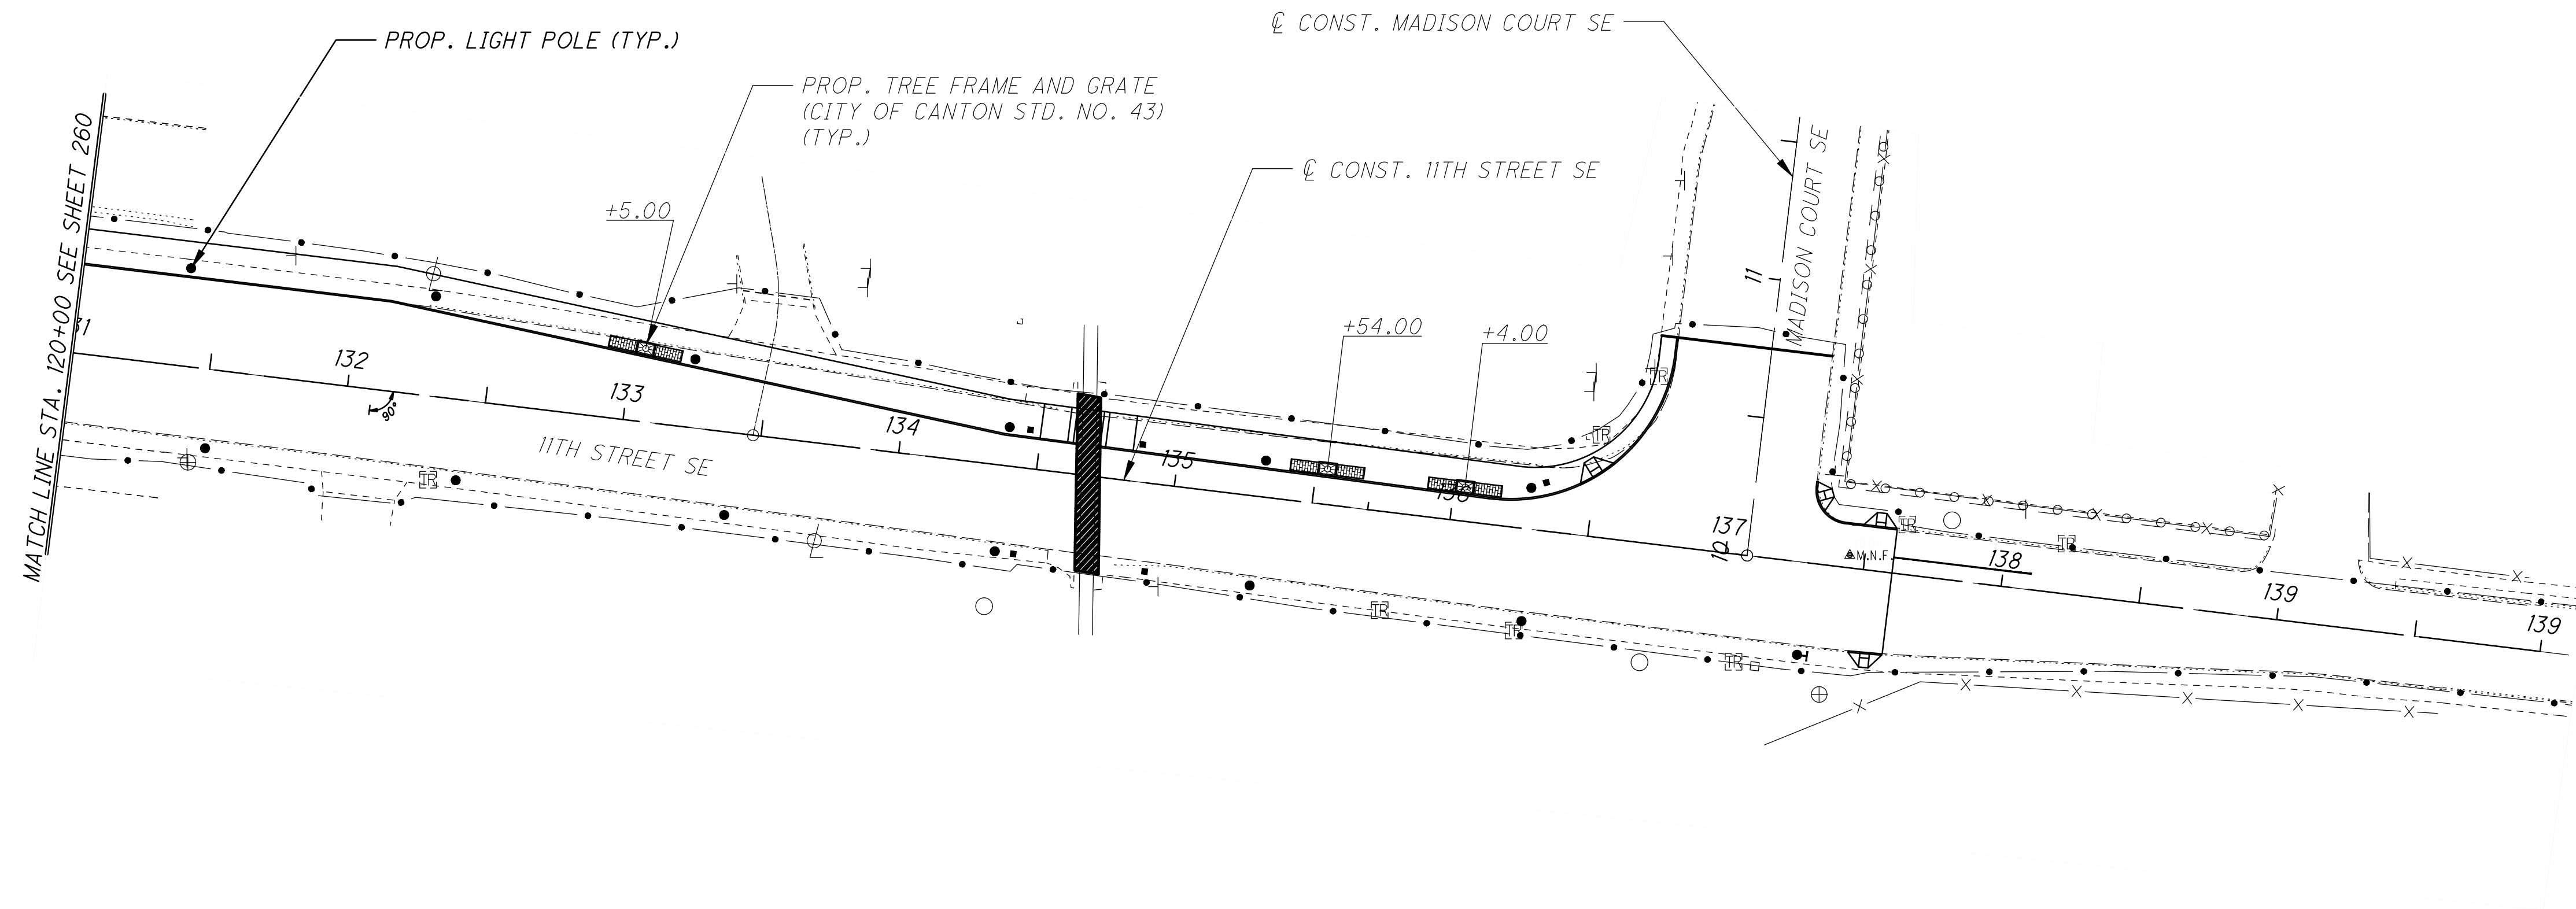 ℄ CONST. MADISON COURT SE
PROP. LIGHT POLE (TYP.)
PROP. TREE FRAME AND GRATE
(CITY OF CANTON STD. NO. 43)
(TYP.)
℄ CONST. 11TH STREET SE
MADISON COURT SE
11
10
MATCH LINE STA. 120+00 SEE SHEET 260
+5.00
+54.00
+4.00
132
133
134
135
136
137
138
139
139
90°
11TH STREET SE
TR
TR
TR
TR
TR
TR
TR
TR
M.N.F.